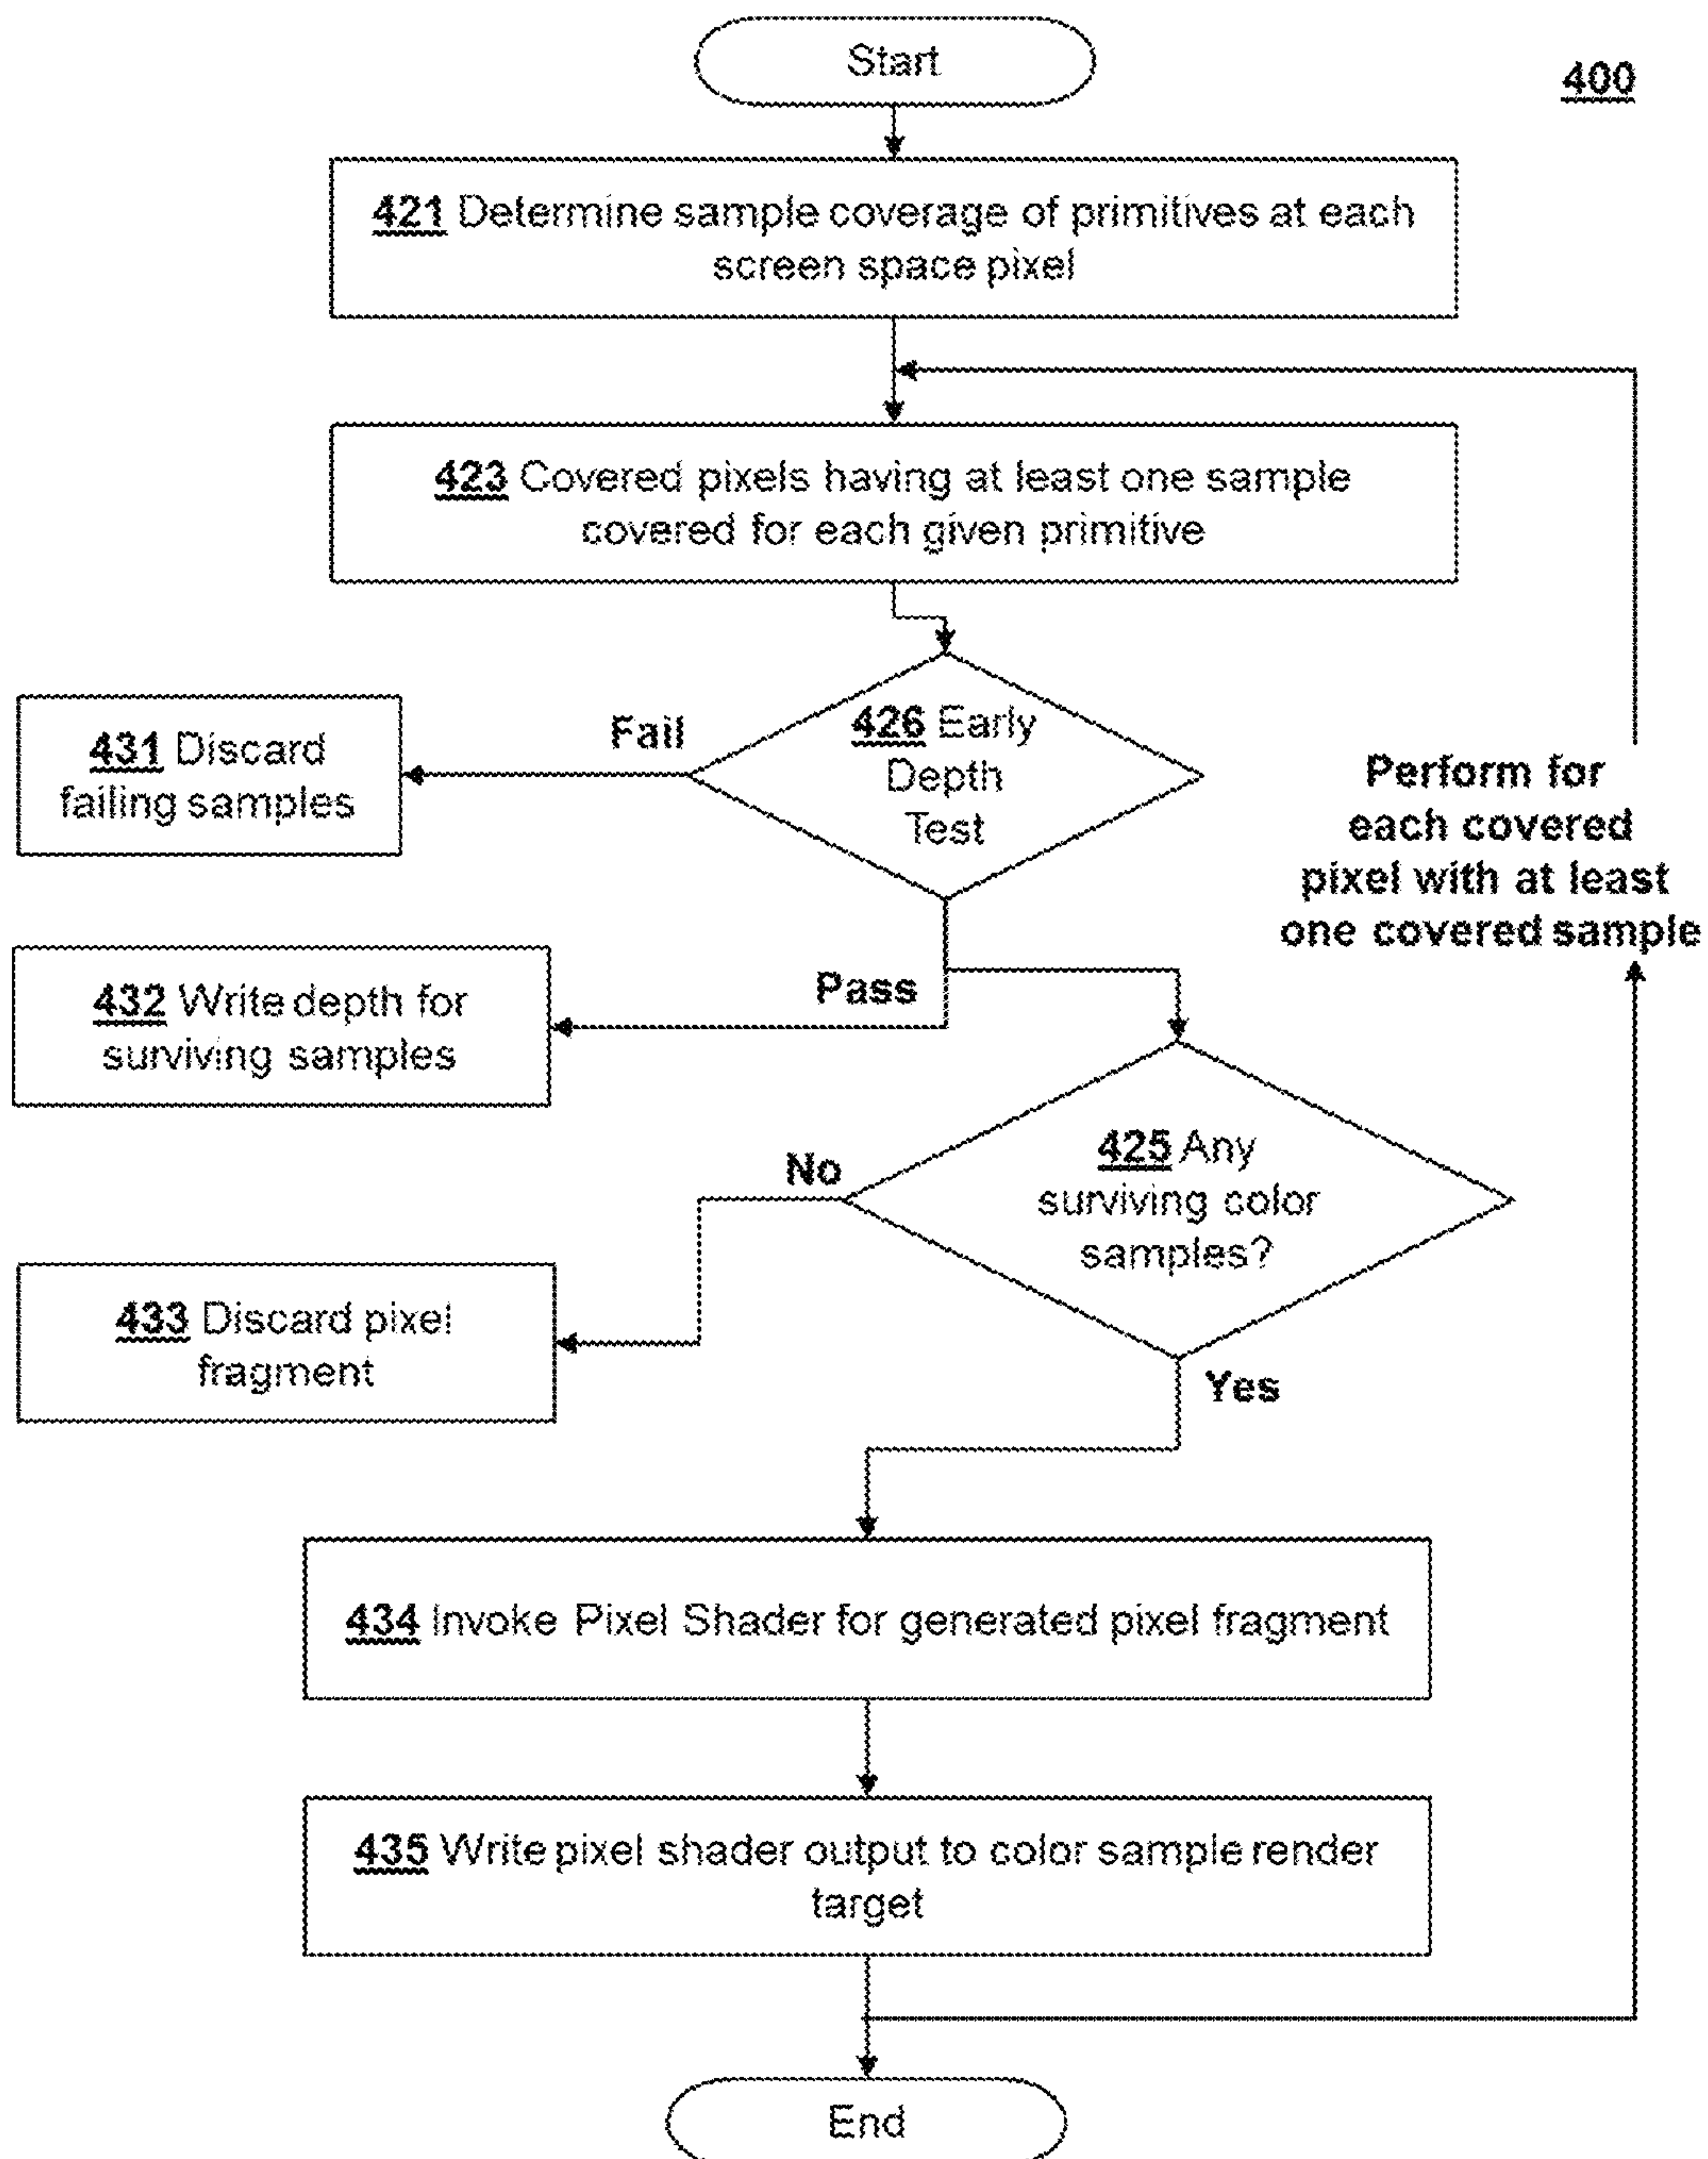 Start
400
421 Determine sample coverage of primitives at each
screen space pixel
423 Covered pixels having at least one sample
covered for each given primitive
426 Early
Depth
Test
Fail
431 Discard
failing samples
Perform for
each covered
pixel with at least
one covered sample
Pass
432 Write depth for
surviving samples
425 Any
surviving color
samples?
No
433 Discard pixel
fragment
Yes
434 Invoke Pixel Shader for generated pixel fragment
435 Write pixel shader output to color sample render
target
End